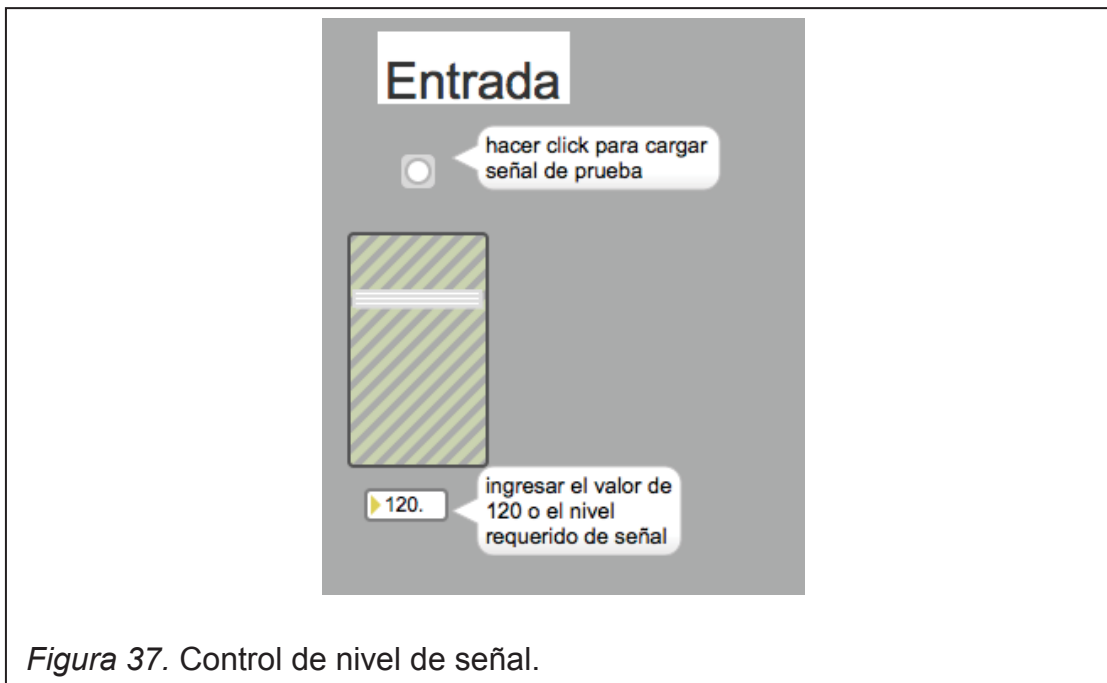 Entrada
hacer click para cargar
señal de prueba
120.
ingresar el valor de
120 o el nivel
requerido de señal
Figura 37. Control de nivel de señal.